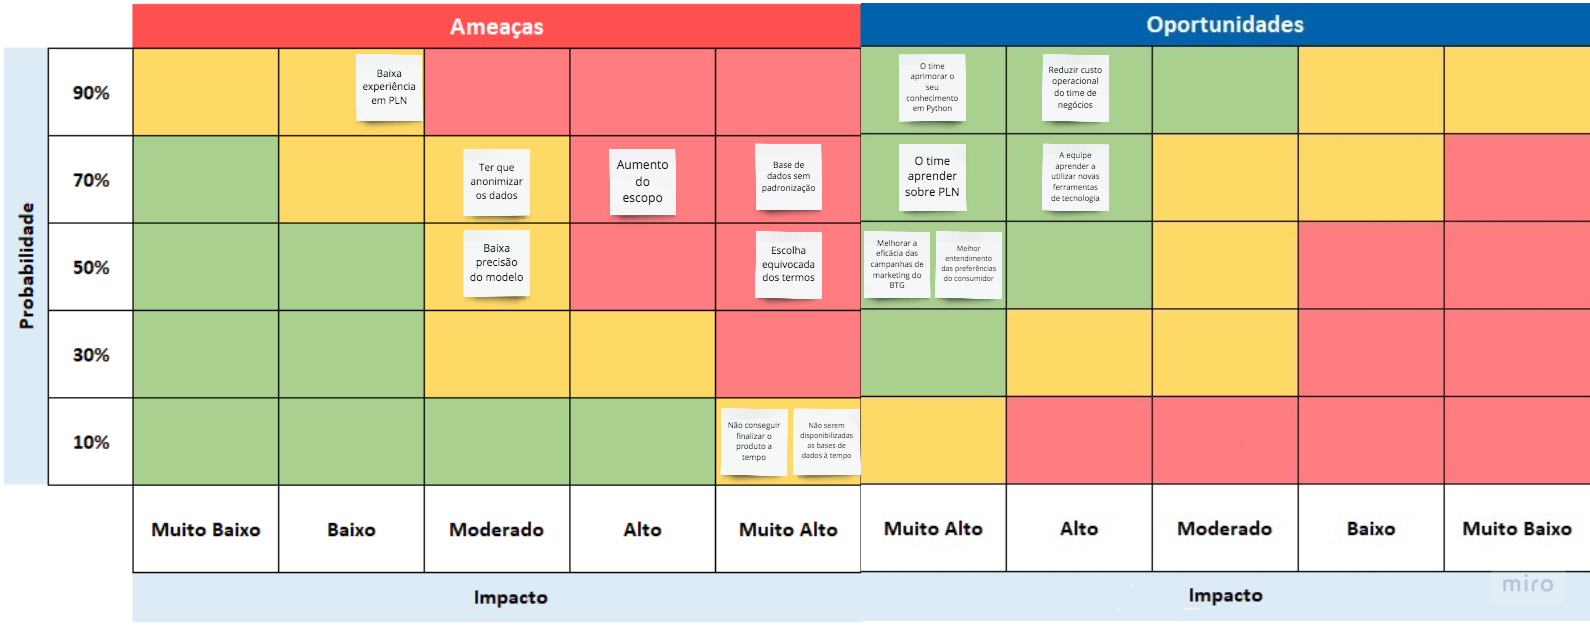 Ameaças
Oportunidades
Probabilidade
90%
Baixa
experiência
em PLN
O time
aprimorar o
seu
conhecimento
em Python
Reduzir custo
operacional
do time de
negócios
70%
Ter que
anonimizar
os dados
Aumento
do
escopo
Base de
dados sem
padronização
O time
aprender
sobre PLN
A equipe
aprender a
utilizar novas
ferramentas
de tecnologia
50%
Baixa
precisão
do modelo
Escolha
equivocada
dos termos
Melhorar a
eficácia das
campanhas de
marketing do
BTG
Melhor
entendimento
das preferências
do consumidor
30%
10%
Não conseguir
finalizar o
produto a
tempo
Não serem
disponibilizadas
as bases de
dados à tempo
Muito Baixo
Baixo
Moderado
Alto
Muito Alto
Muito Alto
Alto
Moderado
Baixo
Muito Baixo
Impacto
Impacto
miro